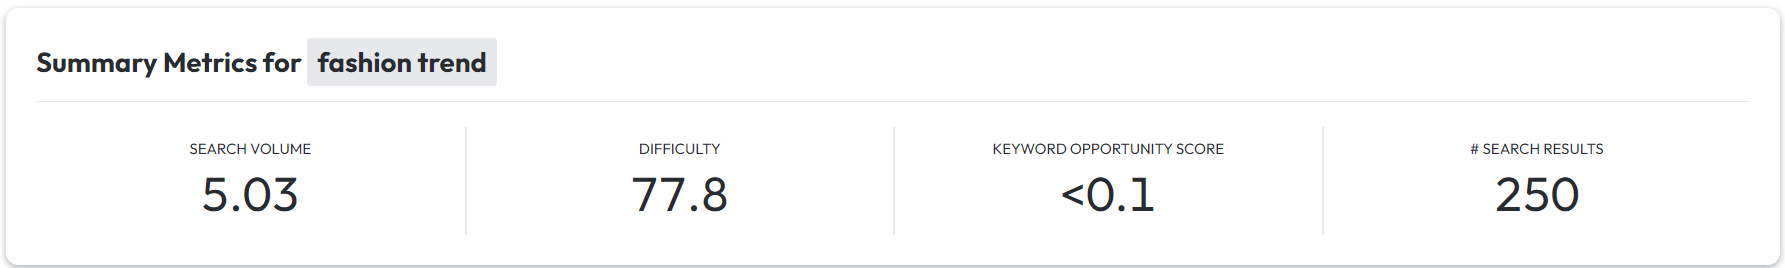 Summary Metrics for fashion trend
SEARCH VOLUME
5.03
DIFFICULTY
77.8
KEYWORD OPPORTUNITY SCORE
<0.1
# SEARCH RESULTS
250